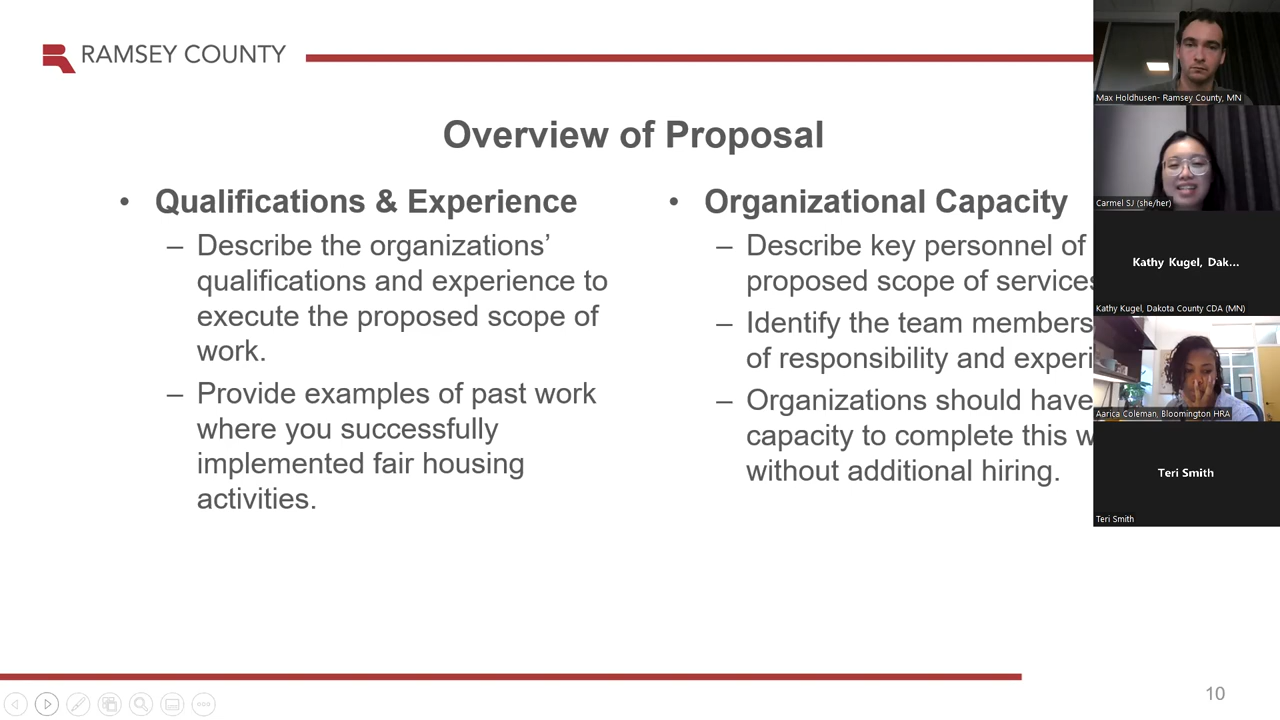 RAMSEY COUNTY
Overview of Proposal
• Qualifications & Experience
– Describe the organizations’
qualifications and experience to
execute the proposed scope of
work.
– Provide examples of past work
where you successfully
implemented fair housing
activities.
• Organizational Capacity
– Describe key personnel of
proposed scope of services
– Identify the team members
of responsibility and experi
– Organizations should have
capacity to complete this w
without additional hiring.
10
Max Holdhusen- Ramsey County, MN
Carmel SJ (she/her)
Kathy Kugel, Dak...
Kathy Kugel, Dakota County CDA (MN)
Aarica Coleman, Bloomington HRA
Teri Smith
Teri Smith